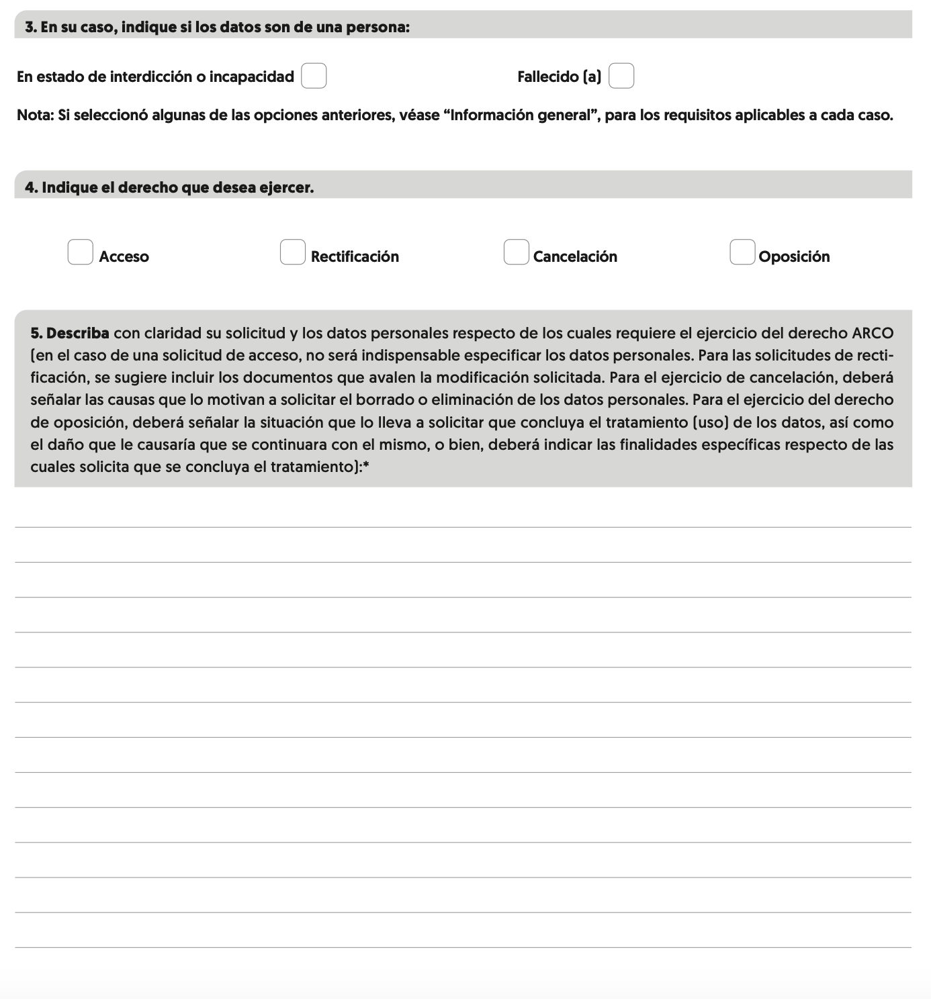 3. En su caso, indique si los datos son de una persona:
En estado de interdicción o incapacidad
Fallecido (a)
Nota: Si seleccionó algunas de las opciones anteriores, véase “Información general”, para los requisitos aplicables a cada caso.
4. Indique el derecho que desea ejercer.
Acceso
Rectificación
Cancelación
Oposición
5. Describa con claridad su solicitud y los datos personales respecto de los cuales requiere el ejercicio del derecho ARCO
(en el caso de una solicitud de acceso, no será indispensable especificar los datos personales. Para las solicitudes de recti-
ficación, se sugiere incluir los documentos que avalen la modificación solicitada. Para el ejercicio de cancelación, deberá
señalar las causas que lo motivan a solicitar el borrado o eliminación de los datos personales. Para el ejercicio del derecho
de oposición, deberá señalar la situación que lo lleva a solicitar que concluya el tratamiento (uso) de los datos, así como
el daño que le causaría que se continuara con el mismo, o bien, deberá indicar las finalidades específicas respecto de las
cuales solicita que se concluya el tratamiento):*